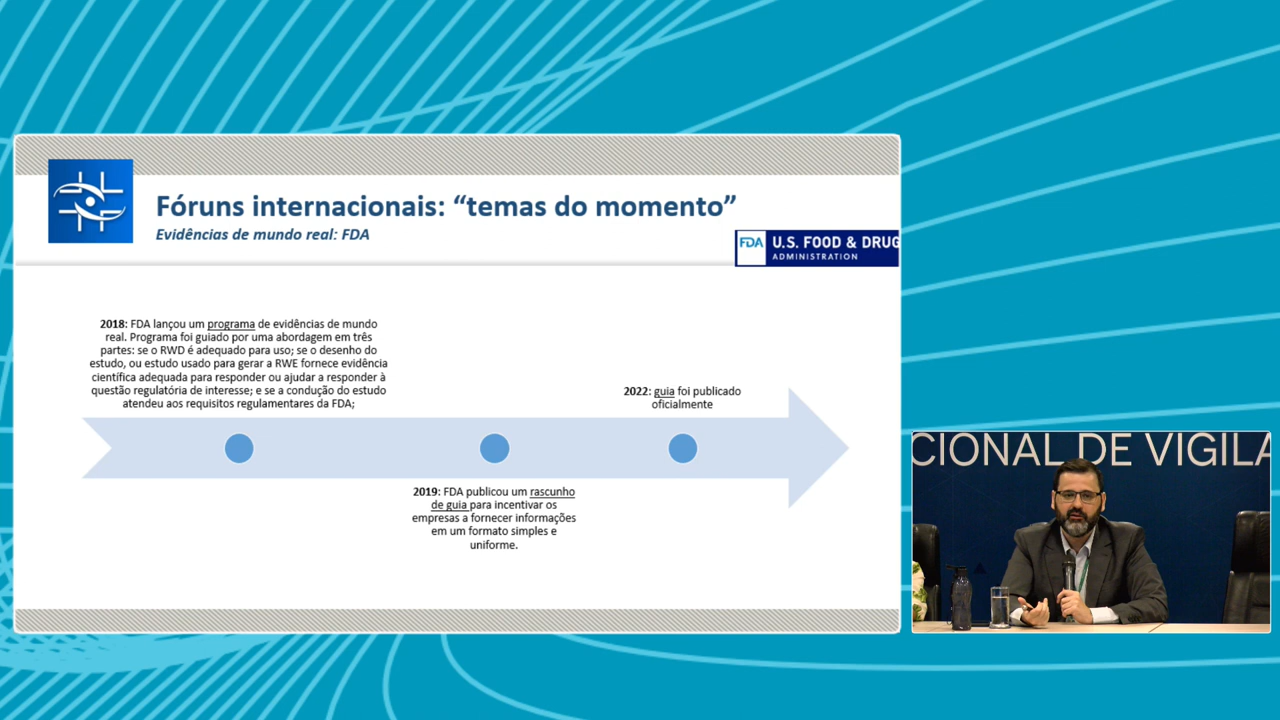 Fóruns internacionais: “temas do momento”
Evidências de mundo real: FDA
FDA U.S. FOOD & DRUG
ADMINISTRATION
2018: FDA lançou um programa de evidências de mundo
real. Programa foi guiado por uma abordagem em três
partes: se o RWD é adequado para uso; se o desenho do
estudo, ou estudo usado para gerar a RWE fornece evidência
científica adequada para responder ou ajudar a responder à
questão regulatória de interesse; e se a condução do estudo
atendeu aos requisitos regulamentares da FDA;
2022: guia foi publicado
oficialmente
2019: FDA publicou um rascunho
de guia para incentivar os
empresas a fornecer informações
em um formato simples e
uniforme.
CIONAL DE VIGILA